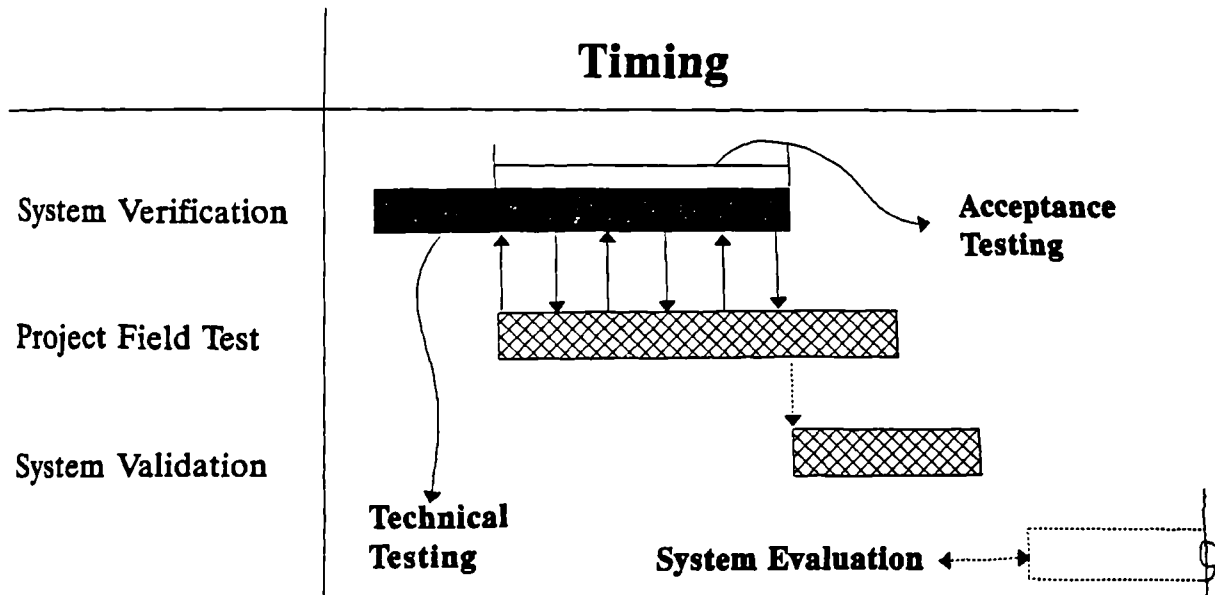 Timing
System Verification
Acceptance
Testing
Project Field Test
System Validation
Technical
Testing
System Evaluation